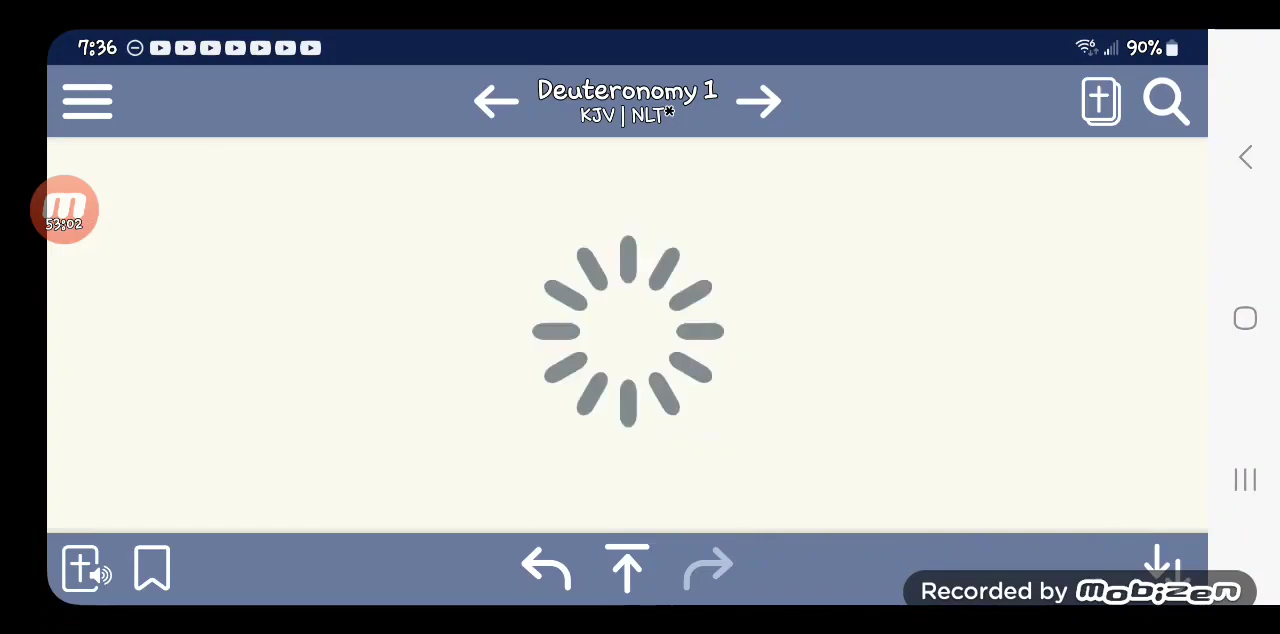 7:36
90%
Deuteronomy 1
KJV | NLT*
m
53:02
Recorded by mobizen